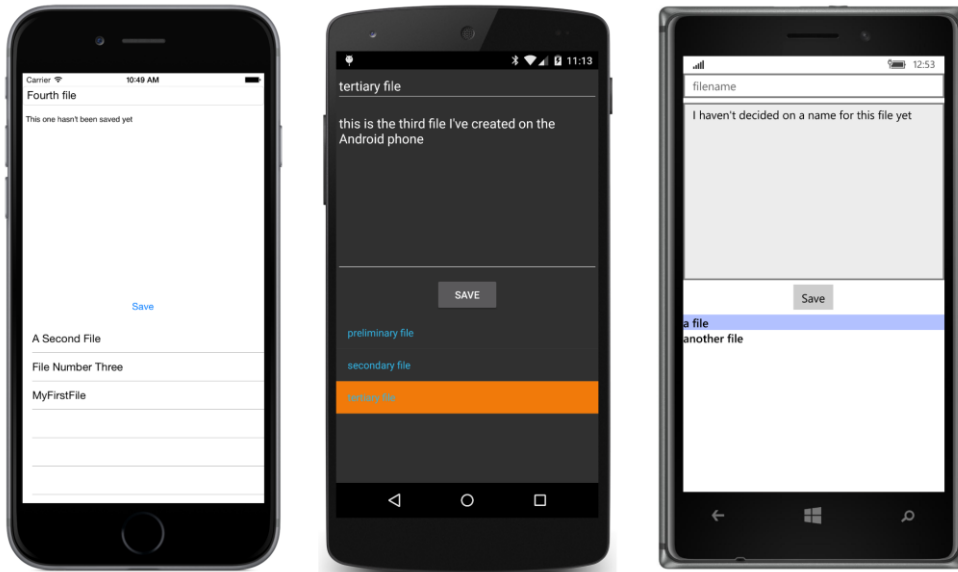 Carrier 10:49 AM
Fourth file
This one hasn't been saved yet
Save
A Second File
File Number Three
MyFirstFile
11:13
tertiary file
this is the third file I've created on the
Android phone
SAVE
preliminary file
secondary file
tertiary file
12:53
filename
I haven't decided on a name for this file yet
Save
a file
another file